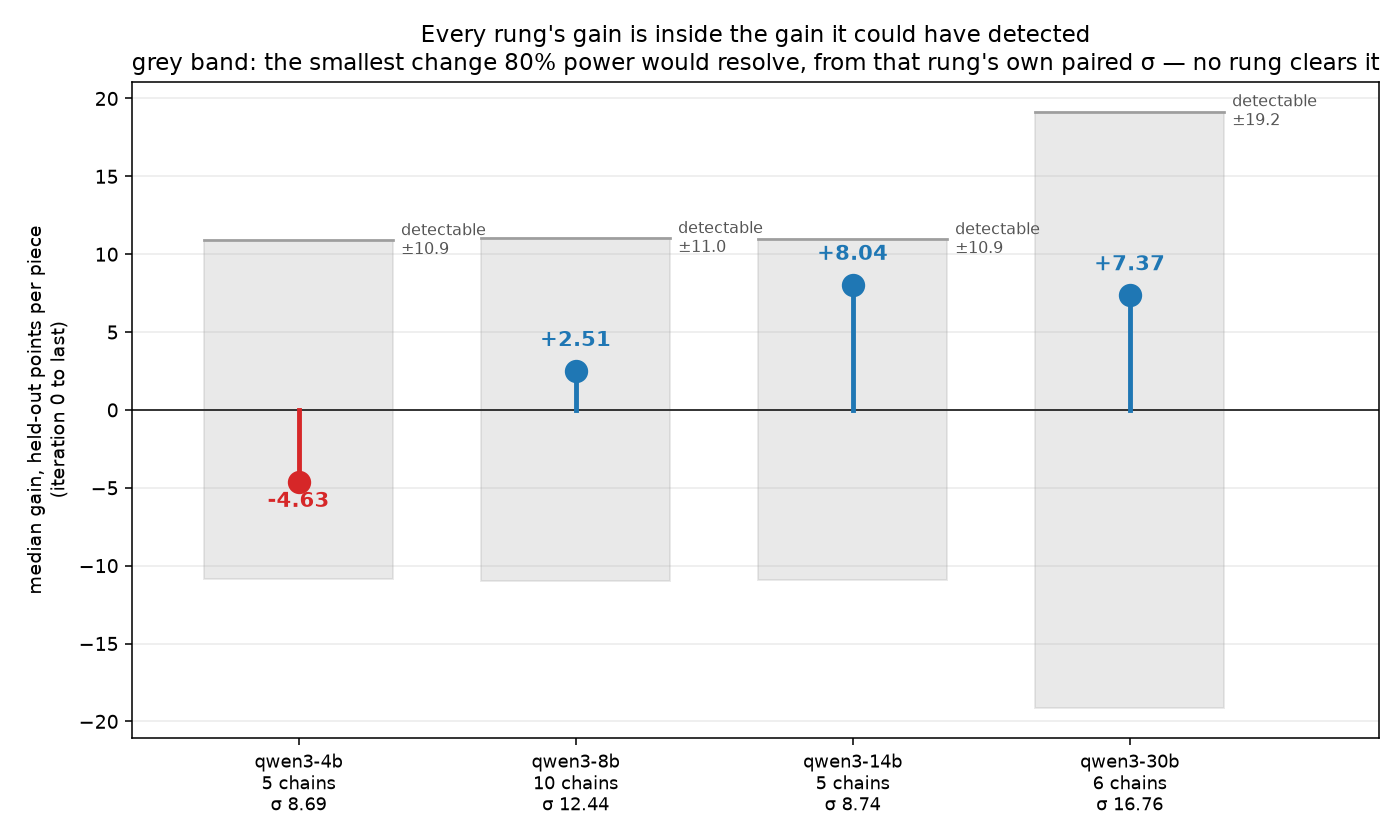 Every rung's gain is inside the gain it could have detected
grey band: the smallest change 80% power would resolve, from that rung's own paired σ — no rung clears it
median gain, held-out points per piece
(iteration 0 to last)
20
15
10
5
0
−5
−10
−15
−20
detectable
±10.9
detectable
±11.0
detectable
±10.9
detectable
±19.2
-4.63
+2.51
+8.04
+7.37
qwen3-4b
5 chains
σ 8.69
qwen3-8b
10 chains
σ 12.44
qwen3-14b
5 chains
σ 8.74
qwen3-30b
6 chains
σ 16.76